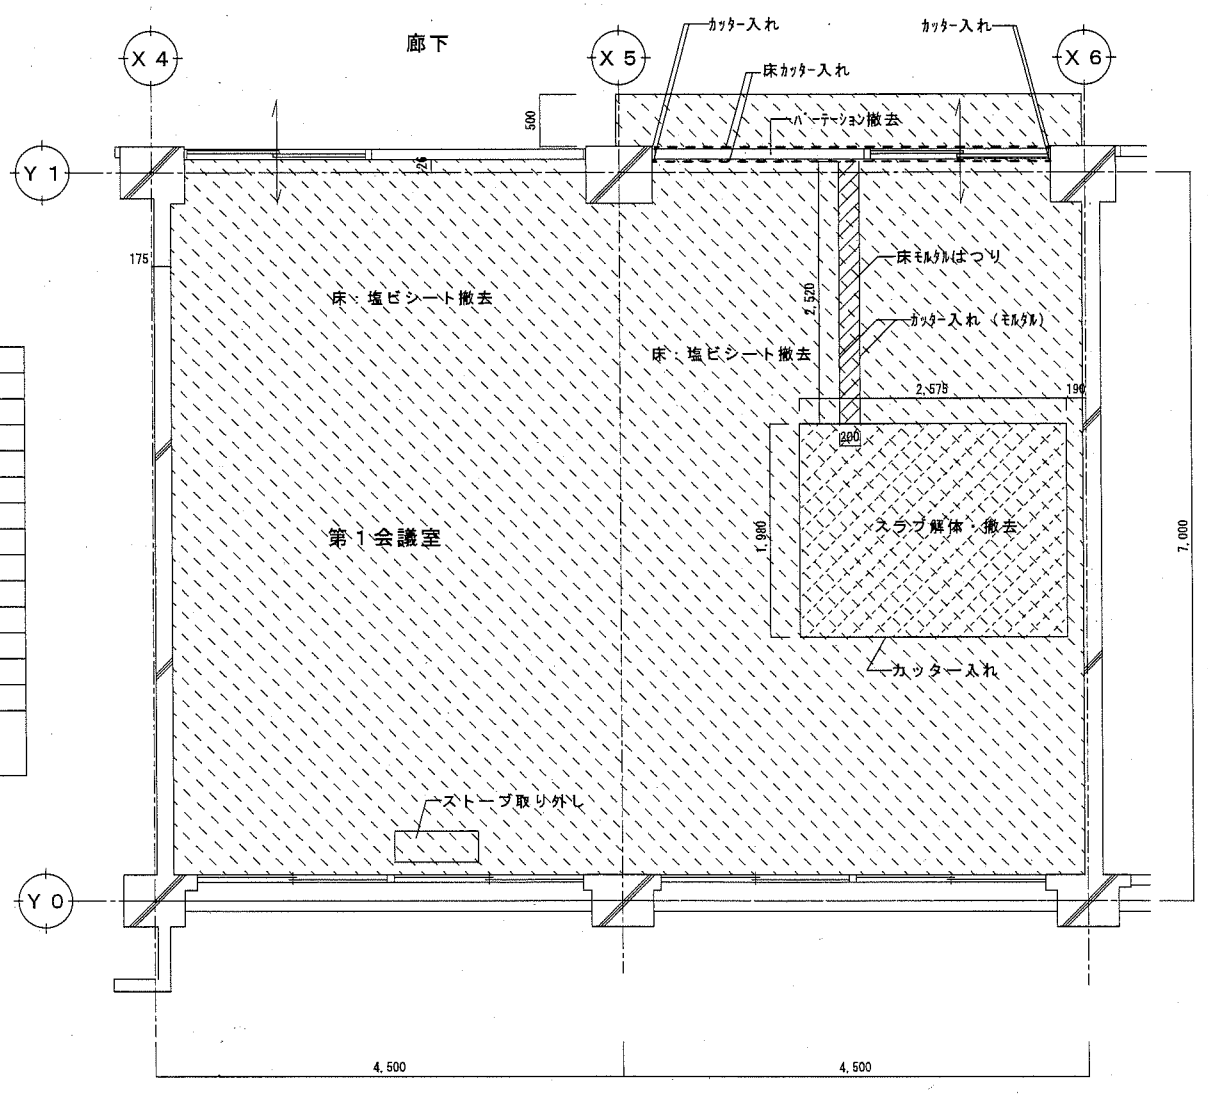 カッター入れ
カッター入れ
廊下
X 4
X 5
X 6
床カッター入れ
500
パーテーション撤去
Y 1
26
175
床モルタルはつり
床：塩ビシート撤去
2,520
カッター入れ（モルタル）
床：塩ビシート撤去
2,575
190
200
第1会議室
1,980
スラブ解体・撤去
7,000
カッター入れ
ストーブ取り外し
Y 0
4,500
4,500